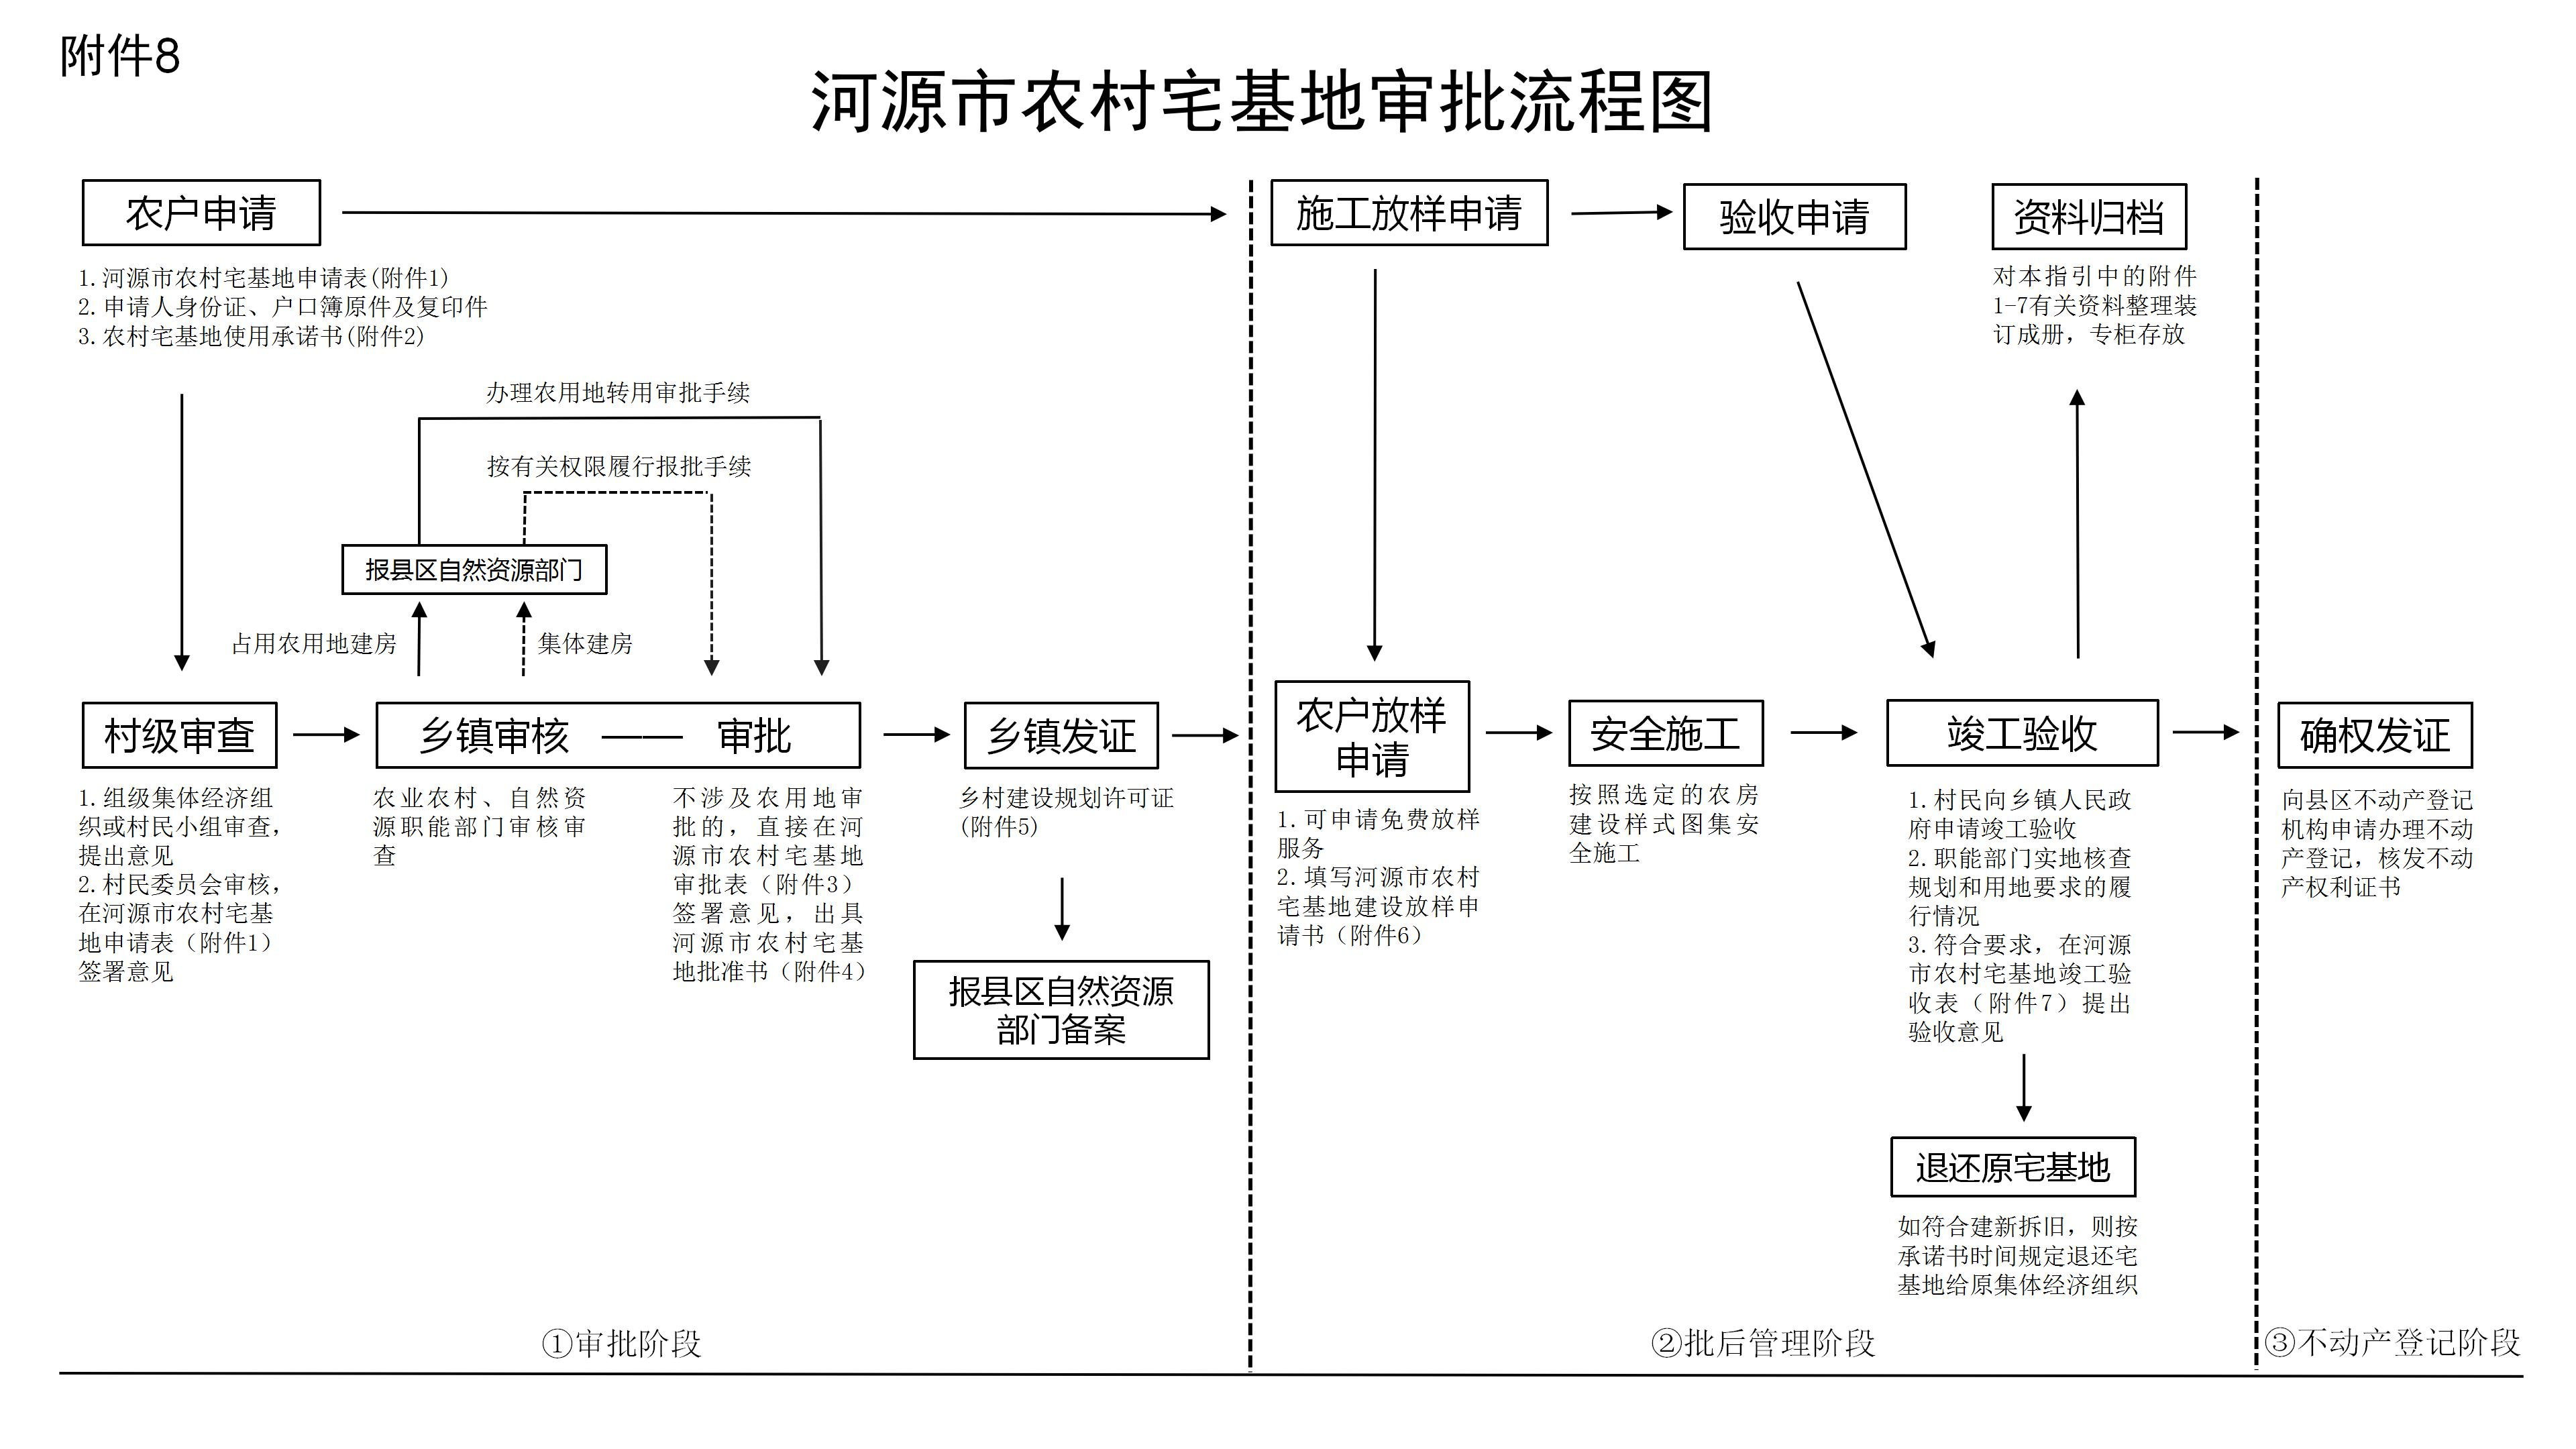 附件8
河源市农村宅基地审批流程图
农户申请
1.河源市农村宅基地申请表(附件1)
2.申请人身份证、户口簿原件及复印件
3.农村宅基地使用承诺书(附件2)
施工放样申请
验收申请
资料归档
对本指引中的附件
1-7有关资料整理装
订成册，专柜存放
办理农用地转用审批手续
按有关权限履行报批手续
报县区自然资源部门
占用农用地建房
集体建房
村级审查
1.组级集体经济组
织或村民小组审查，
提出意见
2.村民委员会审核，
在河源市农村宅基
地申请表（附件1）
签署意见
乡镇审核 —— 审批
农业农村、自然资
源职能部门审核审
查
不涉及农用地审
批的，直接在河
源市农村宅基地
审批表（附件3）
签署意见，出具
河源市农村宅基
地批准书（附件4）
乡镇发证
乡村建设规划许可证
(附件5)
报县区自然资源
部门备案
农户放样
申请
1.可申请免费放样
服务
2.填写河源市农村
宅基地建设放样申
请书（附件6）
安全施工
按照选定的农房
建设样式图集安
全施工
竣工验收
1.村民向乡镇人民政
府申请竣工验收
2.职能部门实地核查
规划和用地要求的履
行情况
3.符合要求，在河源
市农村宅基地竣工验
收表（附件7）提出
验收意见
退还原宅基地
如符合建新拆旧，则按
承诺书时间规定退还宅
基地给原集体经济组织
确权发证
向县区不动产登记
机构申请办理不动
产登记，核发不动
产权利证书
①审批阶段
②批后管理阶段
③不动产登记阶段